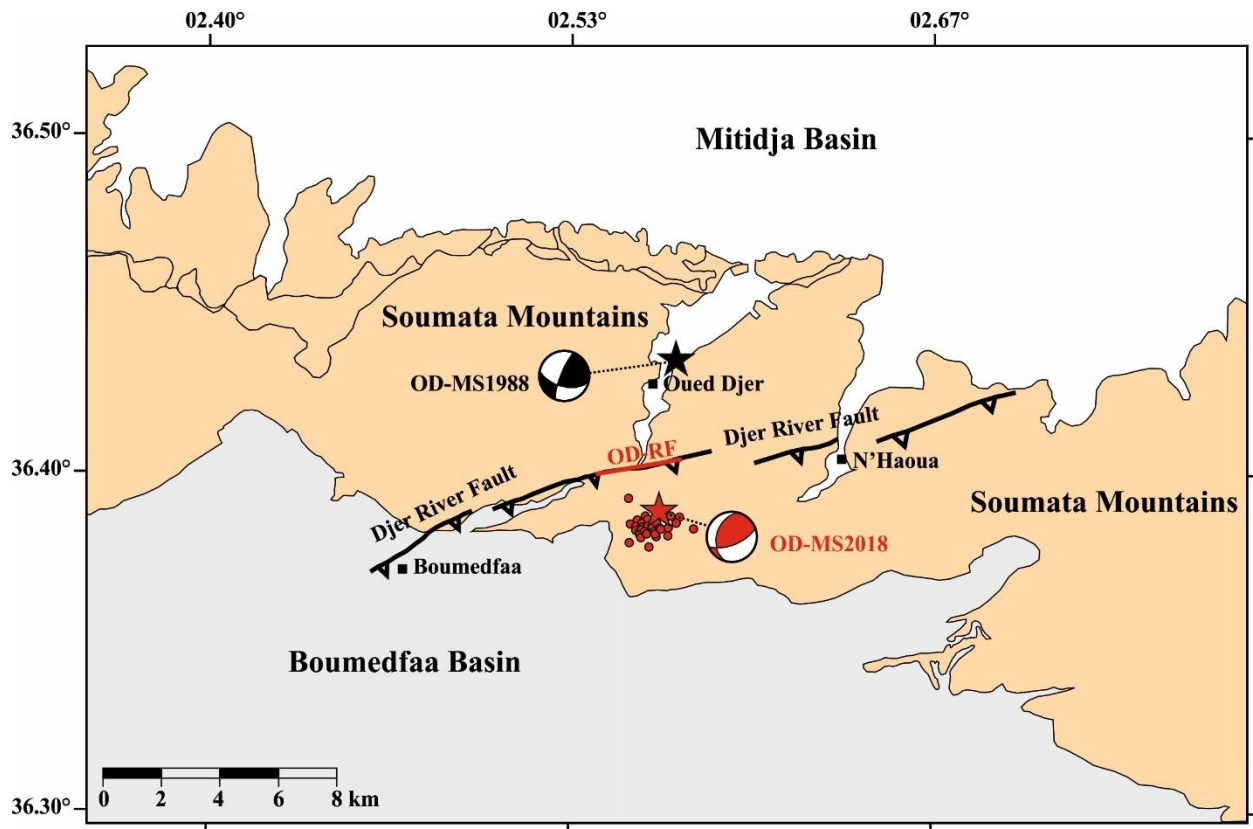 02.40°
02.53°
02.67°
36.50°
Mitidja Basin
Soumata Mountains
OD-MS1988
Oued Djer
Djer River Fault
OD-RF
36.40°
N'Haoua
Soumata Mountains
Djer River Fault
OD-MS2018
Boumedfaa
Boumedfaa Basin
0 2 4 6 8 km
36.30°